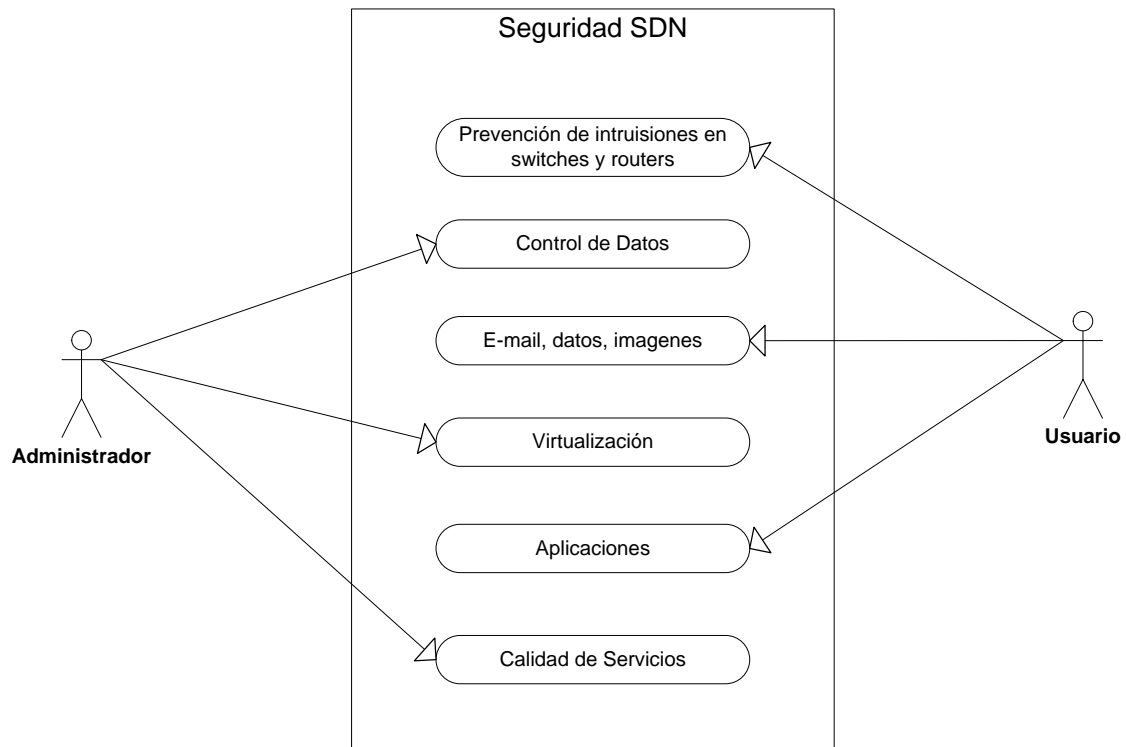 Seguridad SDN
Prevención de intruisiones en
switches y routers
Control de Datos
E-mail, datos, imagenes
Virtualización
Administrador
Usuario
Aplicaciones
Calidad de Servicios